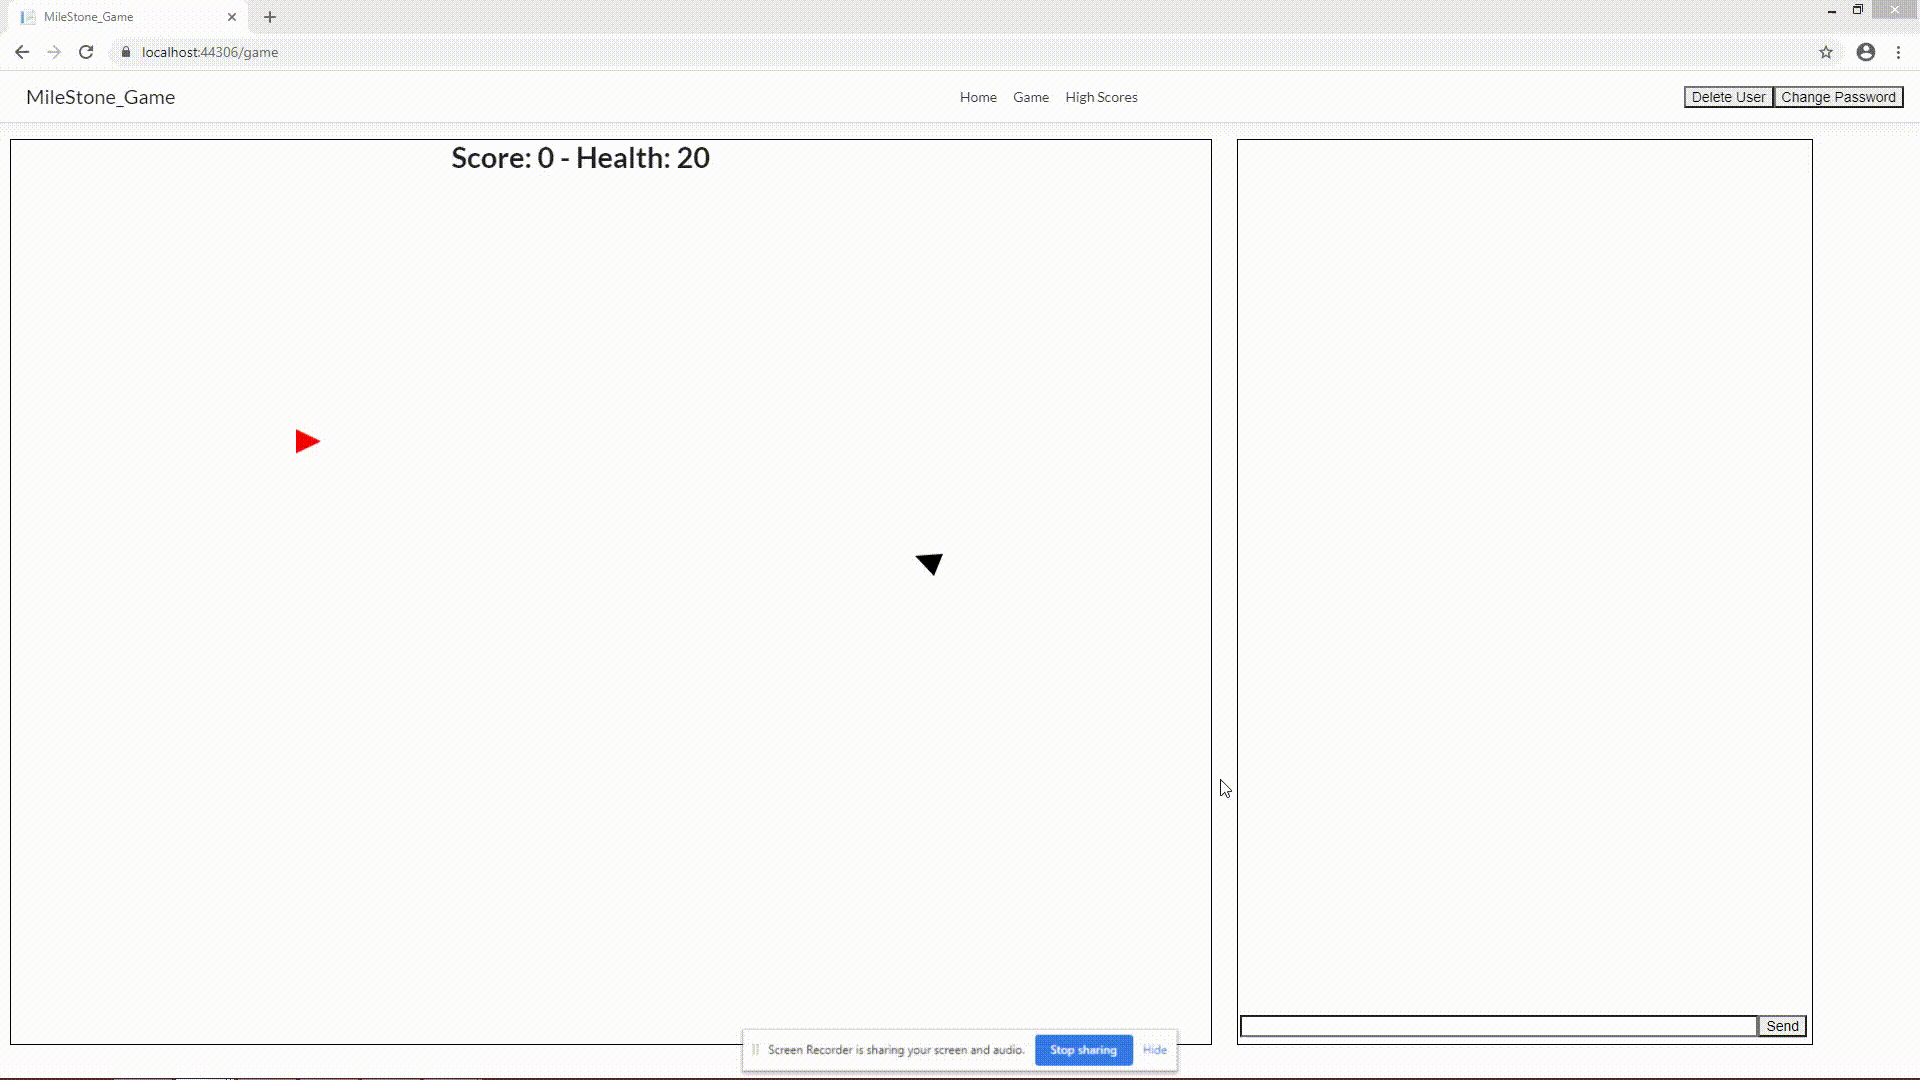 MileStone_Game
localhost:44306/game
MileStone_Game
Home Game High Scores
Delete User Change Password
Score: 0 - Health: 20
Send
Screen Recorder is sharing your screen and audio. Stop sharing Hide